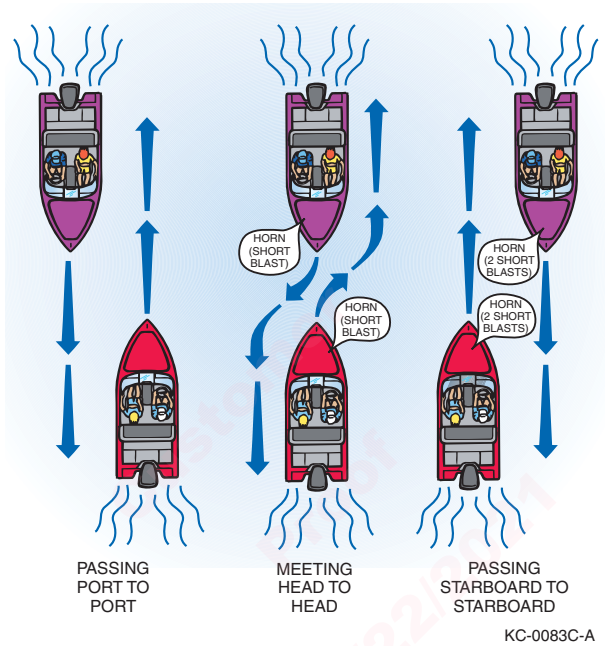 HORN
(SHORT
BLAST)
HORN
(SHORT
BLAST)
HORN
(2 SHORT
BLASTS)
HORN
(2 SHORT
BLASTS)
PASSING
PORT TO
PORT
MEETING
HEAD TO
HEAD
PASSING
STARBOARD TO
STARBOARD
KC-0083C-A